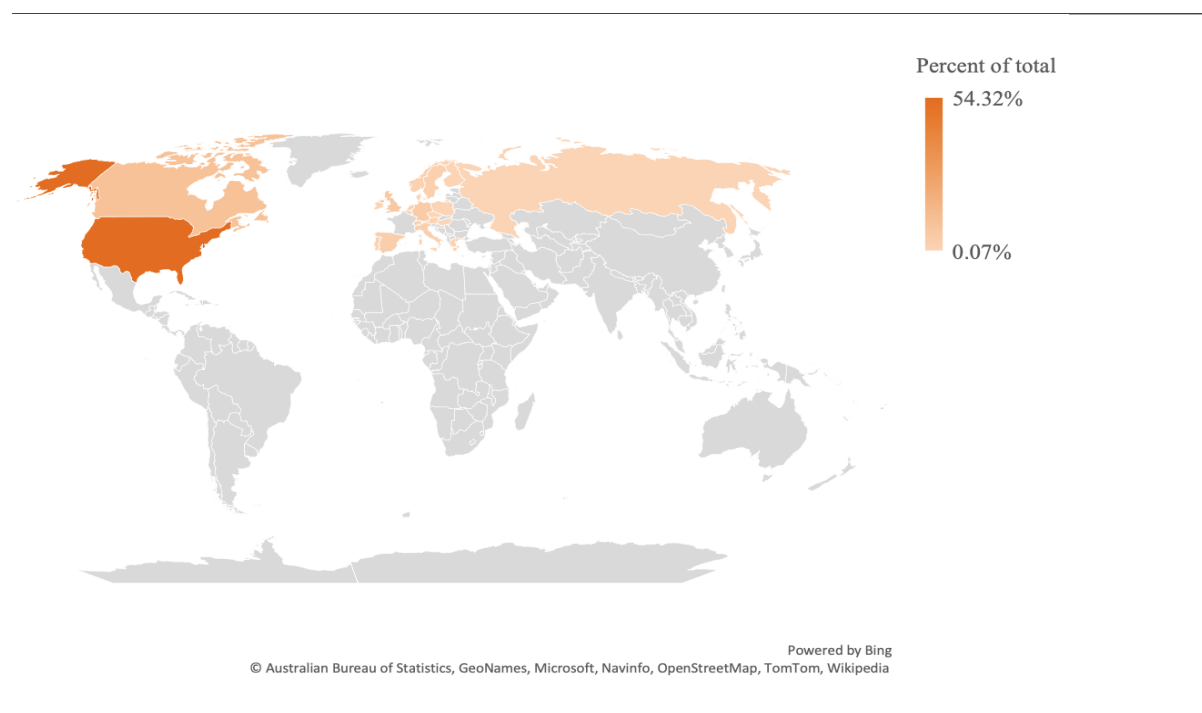 Percent of total
54.32%
0.07%
Powered by Bing
© Australian Bureau of Statistics, GeoNames, Microsoft, Navinfo, OpenStreetMap, TomTom, Wikipedia